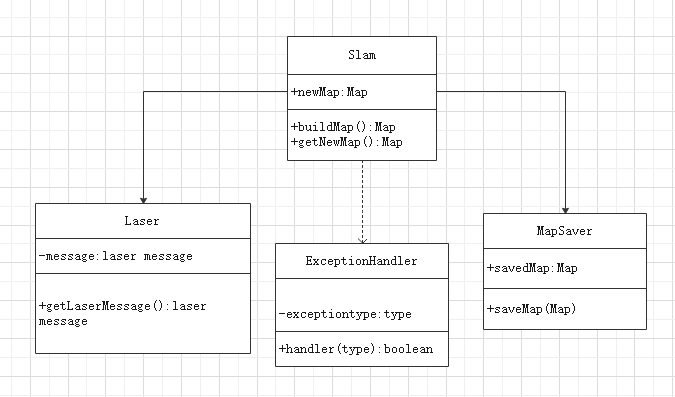 Slam
+newMap:Map
+buildMap():Map
+getNewMap():Map
Laser
-message:laser message
+getLaserMessage():laser
message
ExceptionHandler
-exceptiontype:type
+handler(type):boolean
MapSaver
+savedMap:Map
+saveMap(Map)